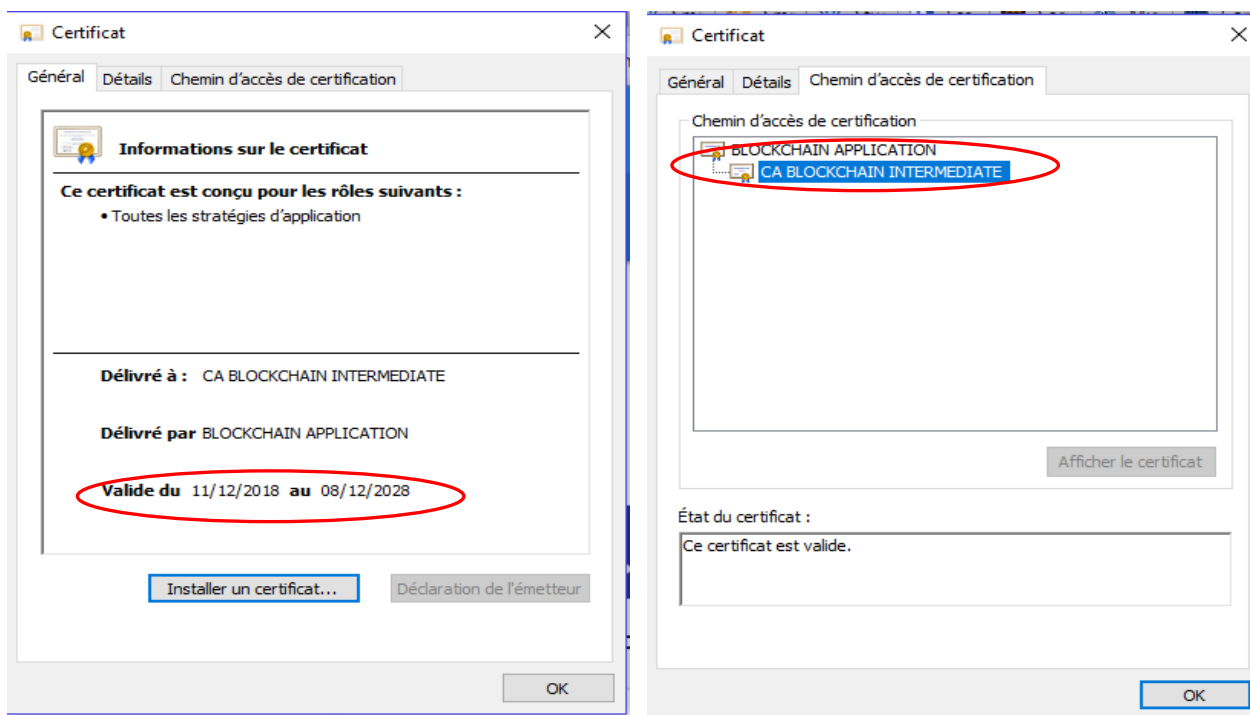 Certificat
Général Détails Chemin d'accès de certification
Informations sur le certificat
Ce certificat est conçu pour les rôles suivants :
• Toutes les stratégies d'application
Délivré à : CA BLOCKCHAIN INTERMEDIATE
Délivré par BLOCKCHAIN APPLICATION
Valide du 11/12/2018 au 08/12/2028
Installer un certificat...
Déclaration de l'émetteur
OK
Certificat
Général Détails Chemin d'accès de certification
Chemin d'accès de certification
BLOCKCHAIN APPLICATION
CA BLOCKCHAIN INTERMEDIATE
Afficher le certificat
État du certificat :
Ce certificat est valide.
OK